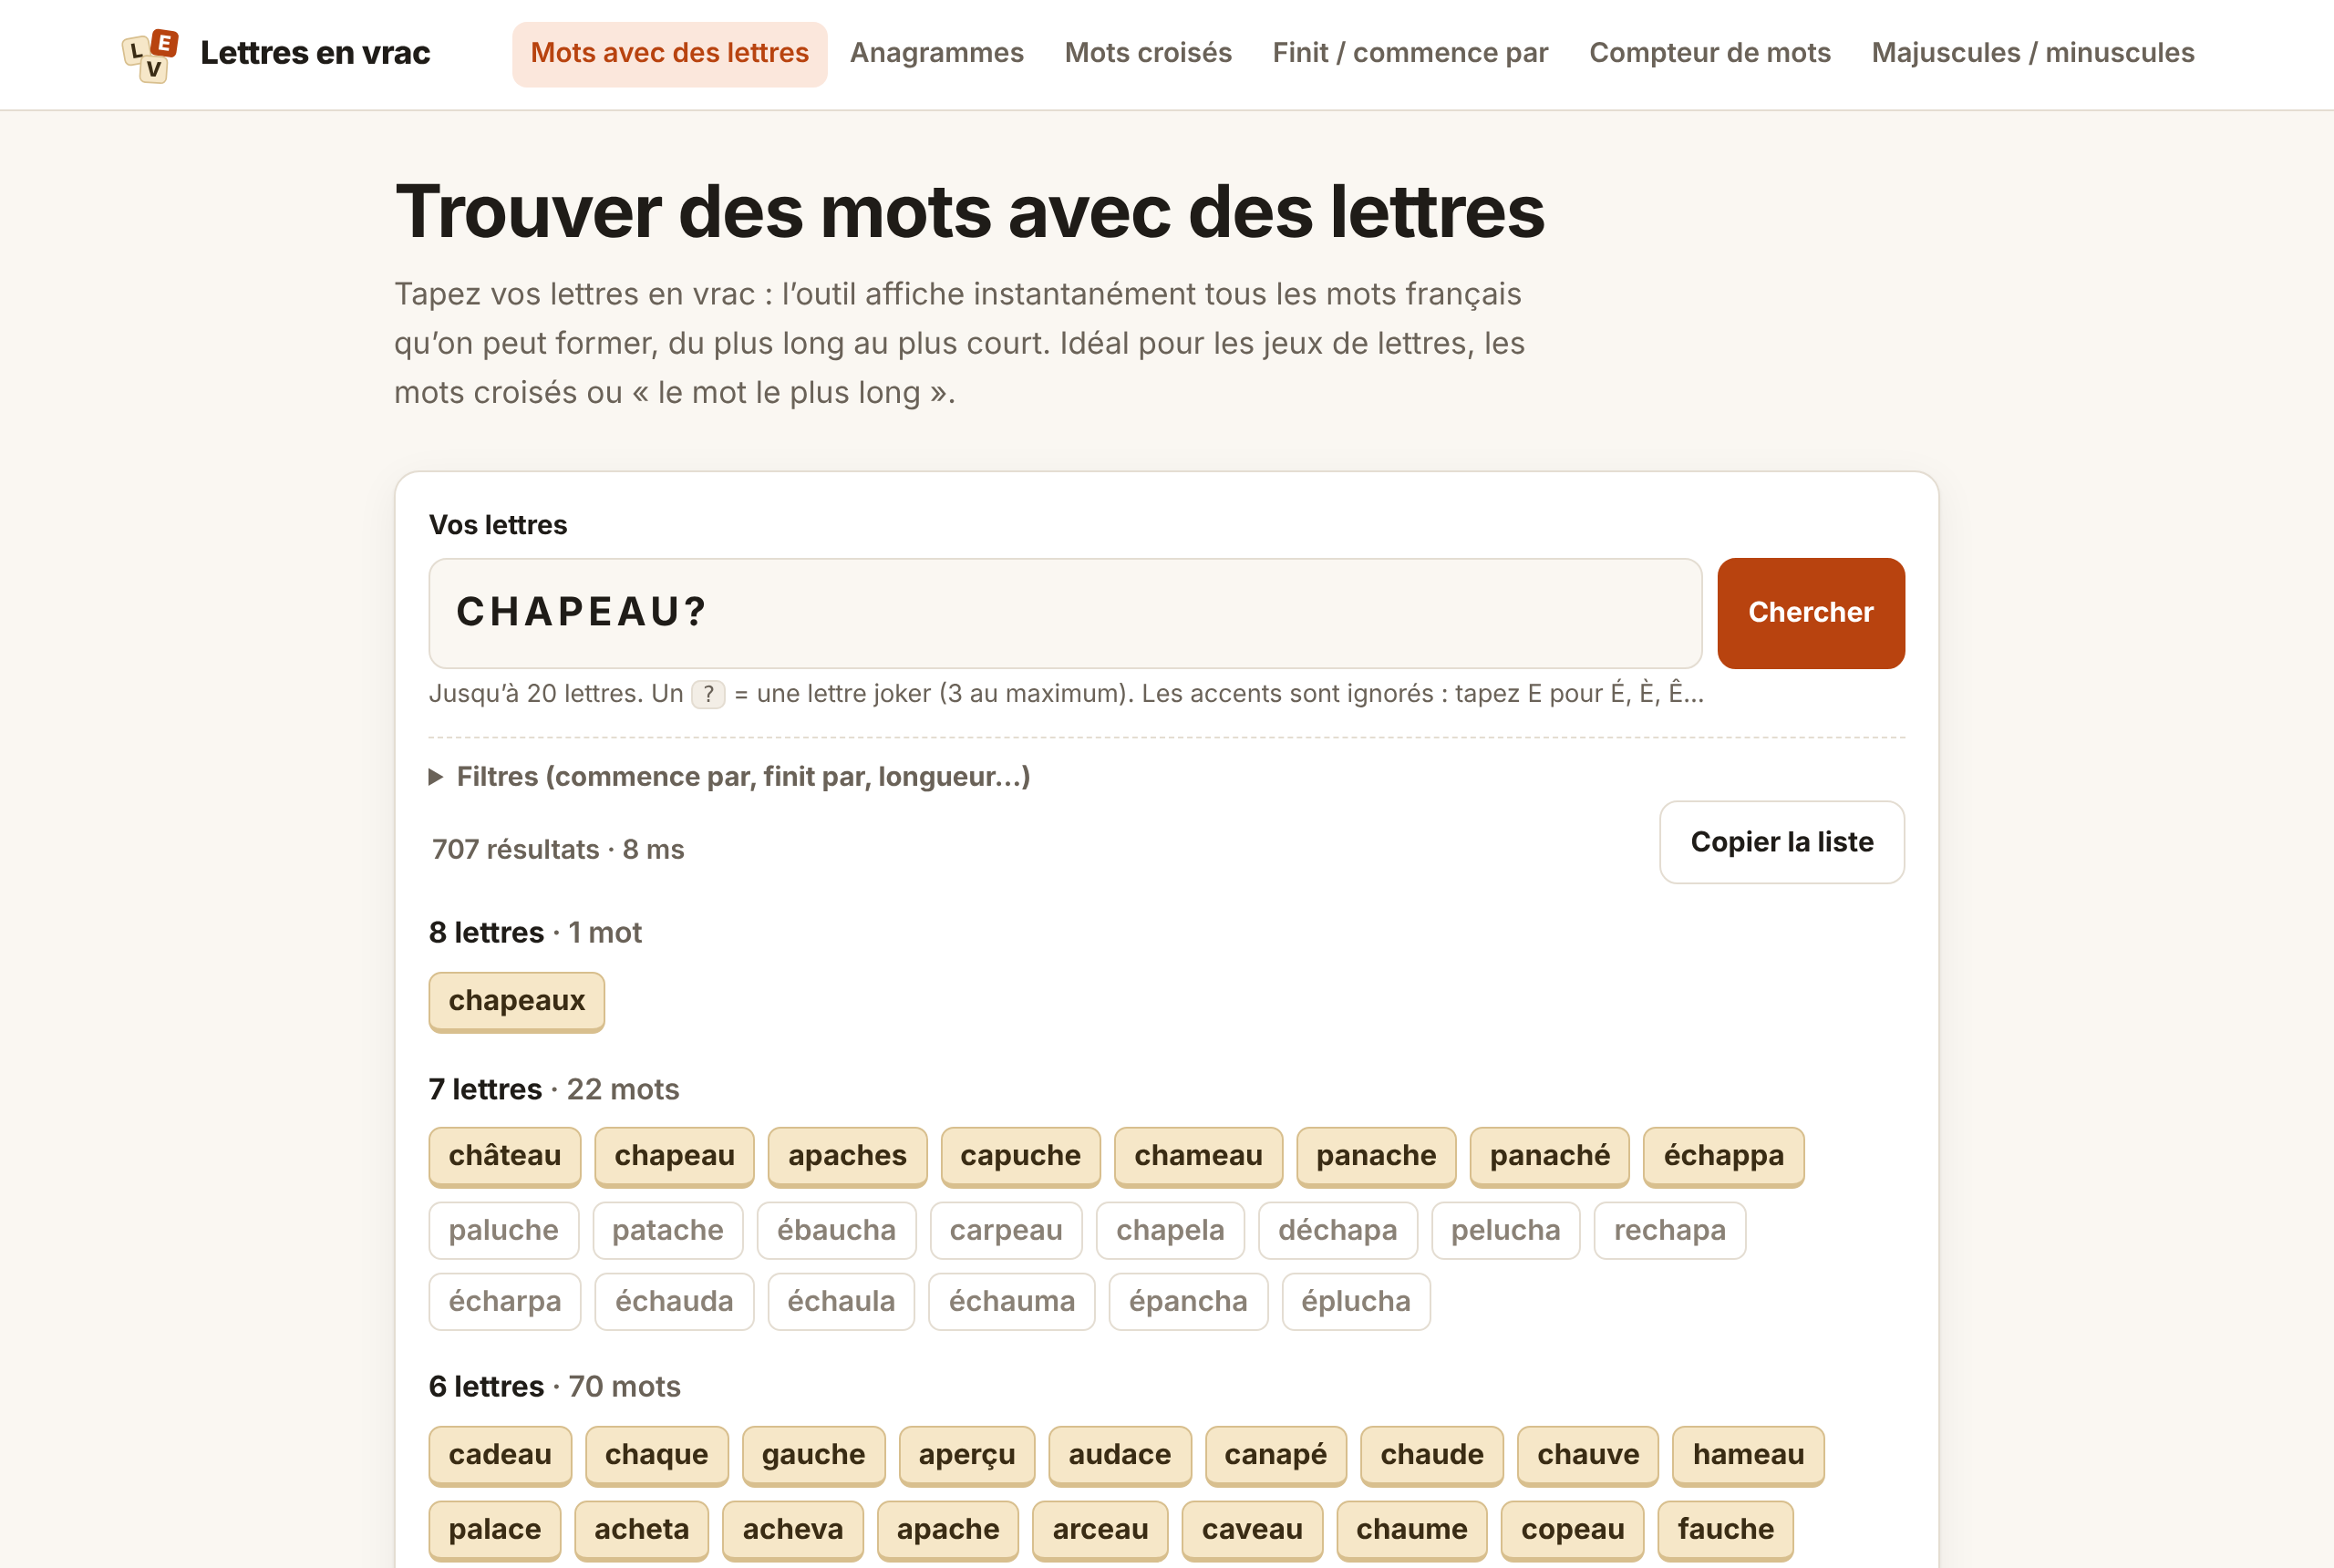 L E V Lettres en vrac Mots avec des lettres Anagrammes Mots croisés Finit / commence par Compteur de mots Majuscules / minuscules
Trouver des mots avec des lettres
Tapez vos lettres en vrac : l’outil affiche instantanément tous les mots français
qu’on peut former, du plus long au plus court. Idéal pour les jeux de lettres, les
mots croisés ou « le mot le plus long ».
Vos lettres
CHAPEAU? Chercher
Jusqu’à 20 lettres. Un ? = une lettre joker (3 au maximum). Les accents sont ignorés : tapez E pour É, È, Ê…
▶ Filtres (commence par, finit par, longueur…)
707 résultats · 8 ms Copier la liste
8 lettres · 1 mot
chapeaux
7 lettres · 22 mots
château chapeau apaches capuche chameau panache panaché échappa
paluche patache ébaucha carpeau chapela déchapa pelucha rechapa
écharpa échauda échaula échauma épancha éplucha
6 lettres · 70 mots
cadeau chaque gauche aperçu audace canapé chaude chauve hameau
palace acheta acheva apache arceau caveau chaume copeau fauche